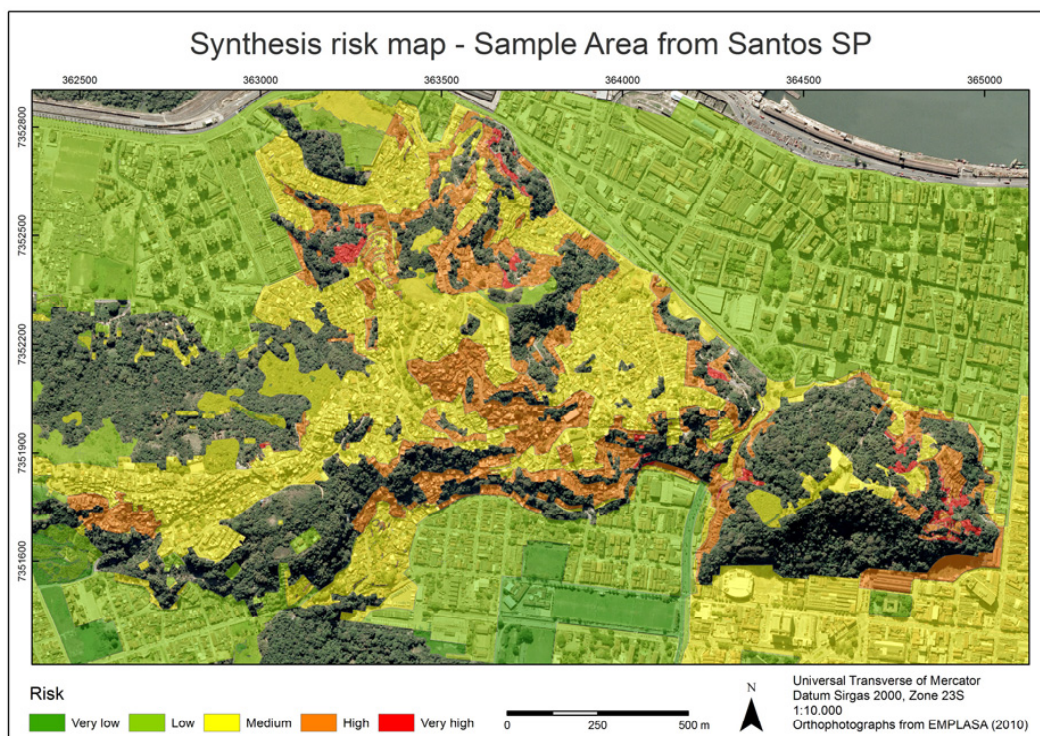 Synthesis risk map - Sample Area from Santos SP
362500 363000 363500 364000 364500 365000
7352800
7352500
7352200
7351900
7351600
Risk
Very low Low Medium High Very high
0 250 500 m
N
Universal Transverse of Mercator
Datum Sirgas 2000, Zone 23S
1:10.000
Orthophotographs from EMPLASA (2010)